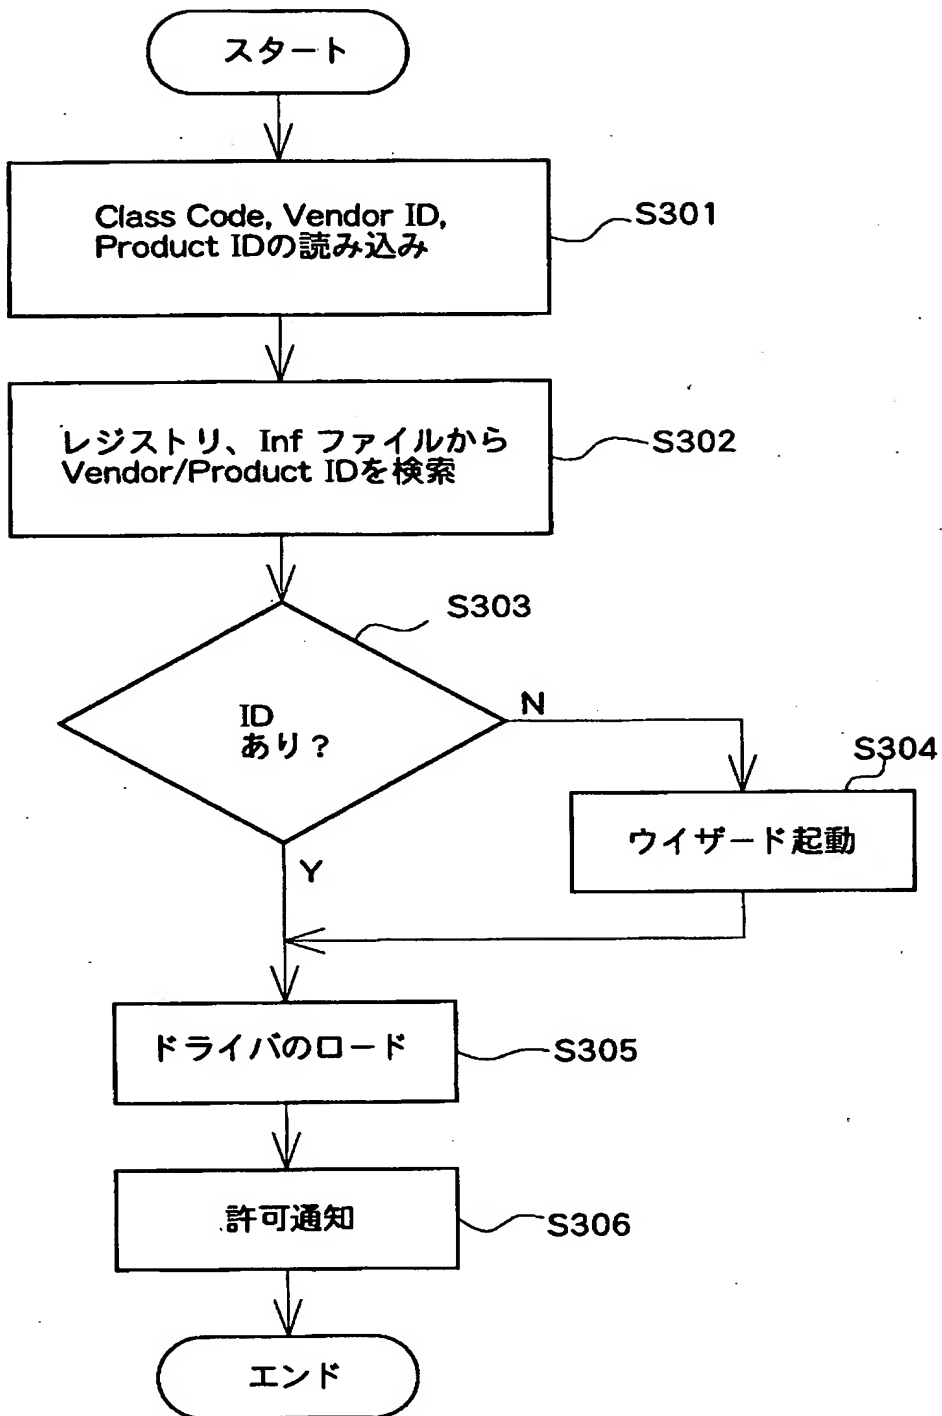 スタート
Class Code, Vendor ID,
Product IDの読み込み
S301
レジストリ、Inf ファイルから
Vendor/Product IDを検索
S302
S303
ID
あり？
N
S304
ウイザード起動
Y
ドライバのロード
S305
許可通知
S306
エンド